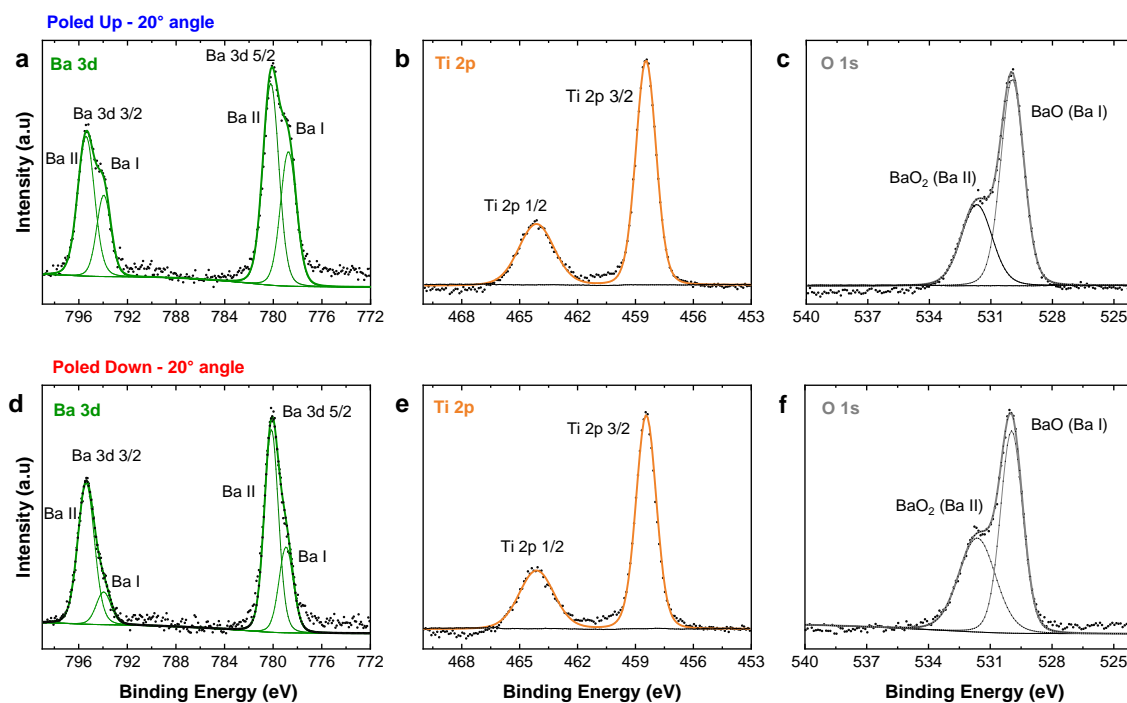 Poled Up - 20° angle
a
Ba 3d
Ba 3d 5/2
Ba 3d 3/2
Ba II
Ba I
Ba II
Ba I
Intensity (a.u)
796 792 788 784 780 776 772
b
Ti 2p
Ti 2p 3/2
Ti 2p 1/2
468 465 462 459 456 453
c
O 1s
BaO (Ba I)
BaO₂ (Ba II)
540 537 534 531 528 525
Poled Down - 20° angle
d
Ba 3d
Ba 3d 5/2
Ba 3d 3/2
Ba II
Ba II
Ba I
Ba I
Intensity (a.u)
796 792 788 784 780 776 772
Binding Energy (eV)
e
Ti 2p
Ti 2p 3/2
Ti 2p 1/2
468 465 462 459 456 453
Binding Energy (eV)
f
O 1s
BaO (Ba I)
BaO₂ (Ba II)
540 537 534 531 528 525
Binding Energy (eV)